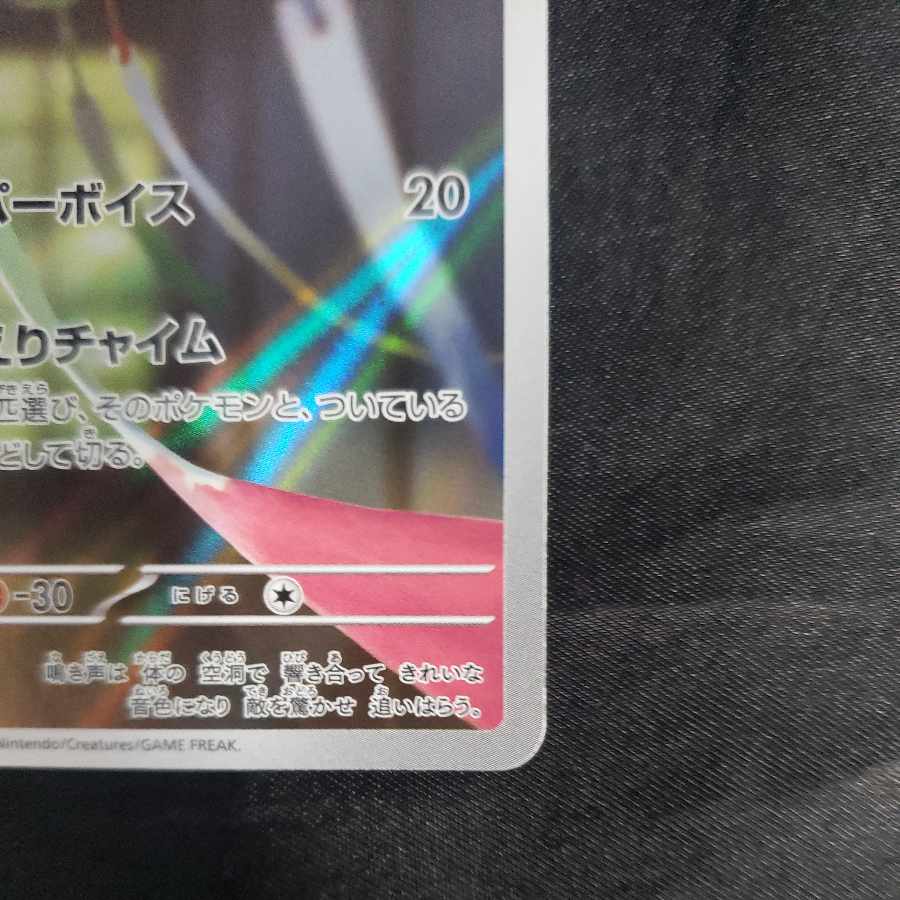 パーボイス 20
えりチャイム
匹選び、そのポケモンと、ついている
どして切る。
-30 にげる
鳴き声は 体の 空洞で 響き合って きれいな
音色になり 敵を驚かせ 追いはらう。
Nintendo/Creatures/GAME FREAK.